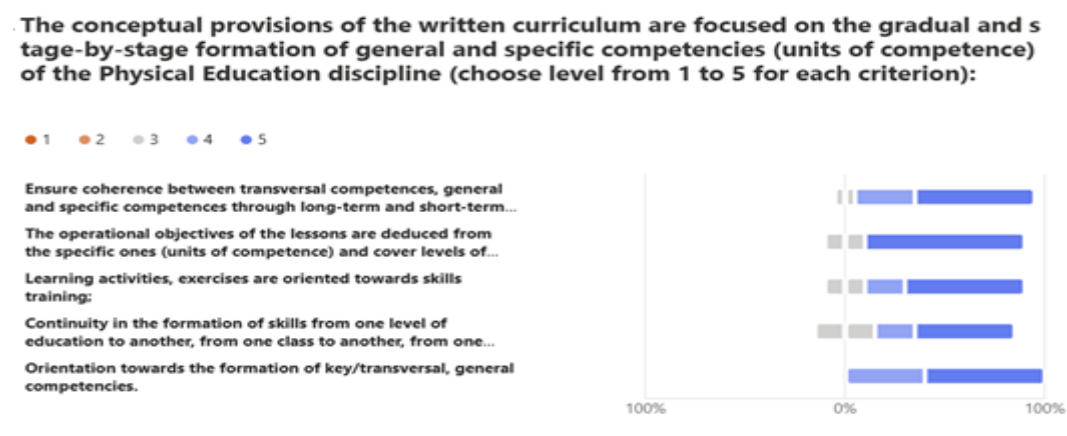 The conceptual provisions of the written curriculum are focused on the gradual and s
tage-by-stage formation of general and specific competencies (units of competence)
of the Physical Education discipline (choose level from 1 to 5 for each criterion):
1 2 3 4 5
Ensure coherence between transversal competences, general
and specific competences through long-term and short-term...
The operational objectives of the lessons are deduced from
the specific ones (units of competence) and cover levels of...
Learning activities, exercises are oriented towards skills
training;
Continuity in the formation of skills from one level of
education to another, from one class to another, from one...
Orientation towards the formation of key/transversal, general
competencies.
100% 0% 100%